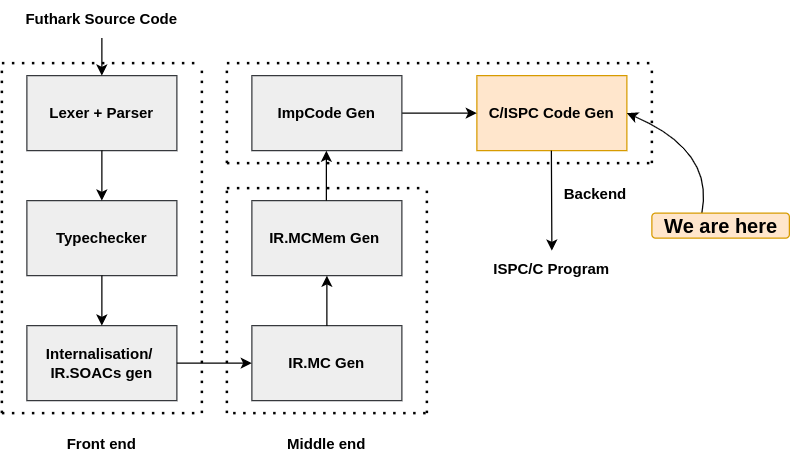 Futhark Source Code
Lexer + Parser
Typechecker
Internalisation/
IR.SOACs gen
Front end
ImpCode Gen
IR.MCMem Gen
IR.MC Gen
Middle end
C/ISPC Code Gen
Backend
ISPC/C Program
We are here